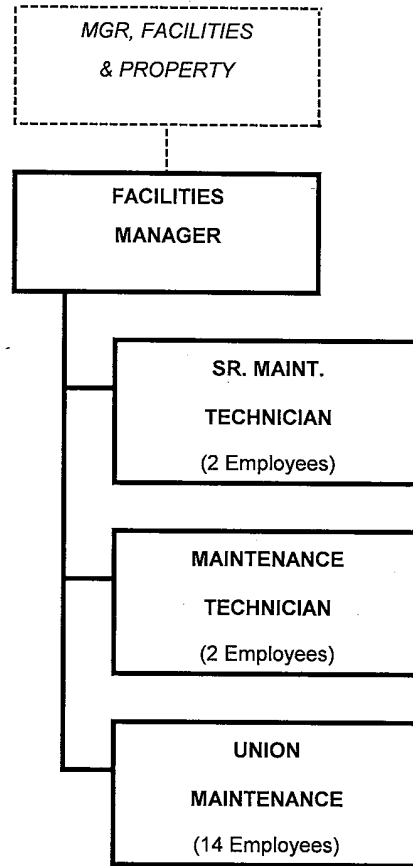 MGR, FACILITIES
& PROPERTY
FACILITIES
MANAGER
SR. MAINT.
TECHNICIAN
(2 Employees)
MAINTENANCE
TECHNICIAN
(2 Employees)
UNION
MAINTENANCE
(14 Employees)